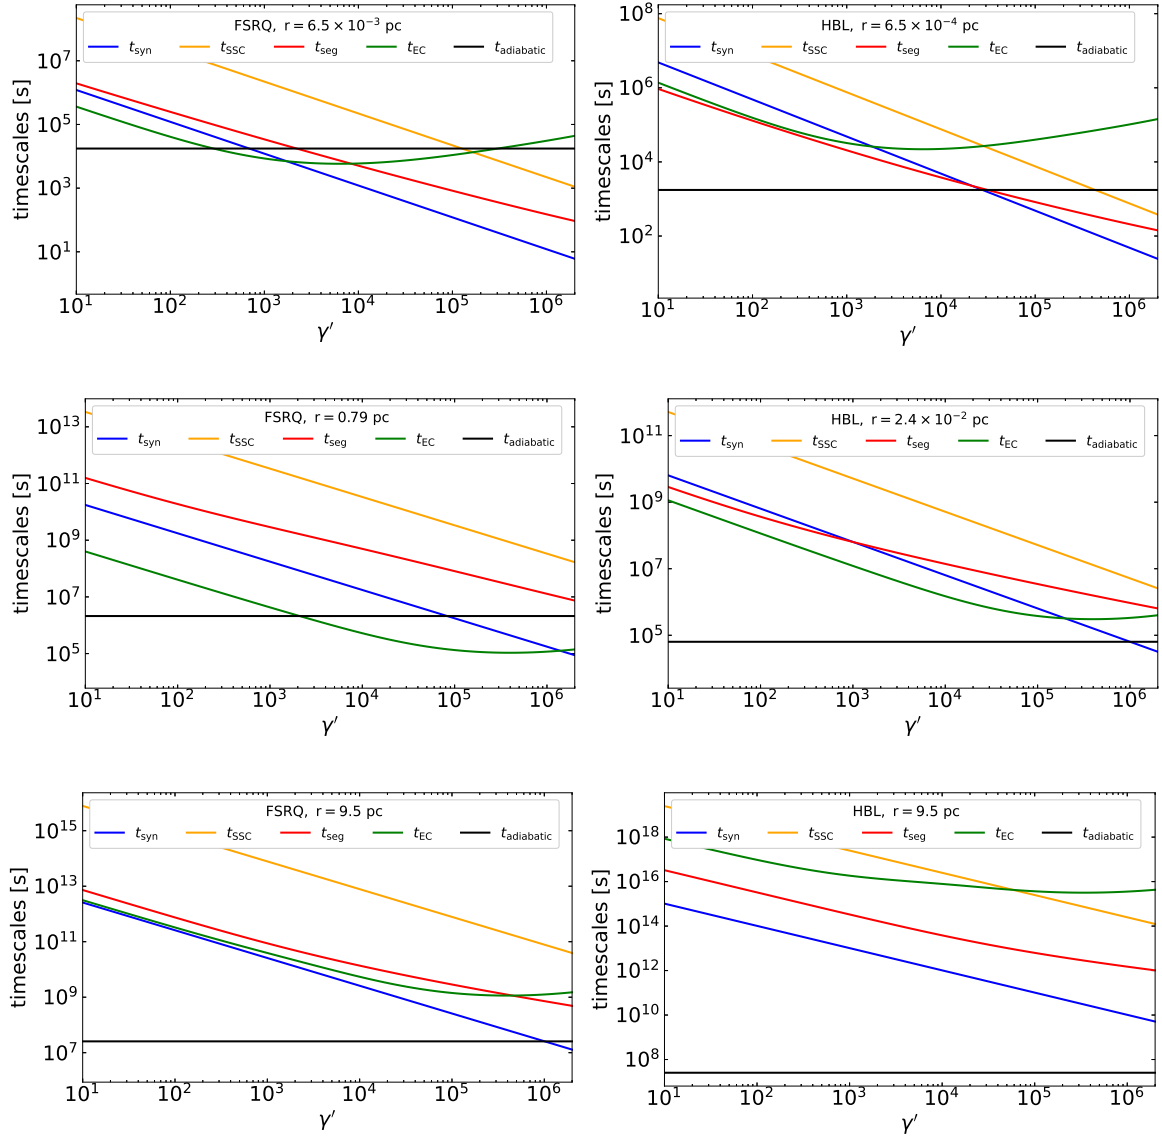 FSRQ, r = 6.5 × 10⁻³ pc
t_syn t_SSC t_seg t_EC t_adiabatic
timescales [s]
10⁷
10⁵
10³
10¹
10¹ 10² 10³ 10⁴ 10⁵ 10⁶
γ′
HBL, r = 6.5 × 10⁻⁴ pc
t_syn t_SSC t_seg t_EC t_adiabatic
timescales [s]
10⁸
10⁶
10⁴
10²
10¹ 10² 10³ 10⁴ 10⁵ 10⁶
γ′
FSRQ, r = 0.79 pc
t_syn t_SSC t_seg t_EC t_adiabatic
timescales [s]
10¹³
10¹¹
10⁹
10⁷
10⁵
10¹ 10² 10³ 10⁴ 10⁵ 10⁶
γ′
HBL, r = 2.4 × 10⁻² pc
t_syn t_SSC t_seg t_EC t_adiabatic
timescales [s]
10¹¹
10⁹
10⁷
10⁵
10¹ 10² 10³ 10⁴ 10⁵ 10⁶
γ′
FSRQ, r = 9.5 pc
t_syn t_SSC t_seg t_EC t_adiabatic
timescales [s]
10¹⁵
10¹³
10¹¹
10⁹
10⁷
10¹ 10² 10³ 10⁴ 10⁵ 10⁶
γ′
HBL, r = 9.5 pc
t_syn t_SSC t_seg t_EC t_adiabatic
timescales [s]
10¹⁸
10¹⁶
10¹⁴
10¹²
10¹⁰
10⁸
10¹ 10² 10³ 10⁴ 10⁵ 10⁶
γ′